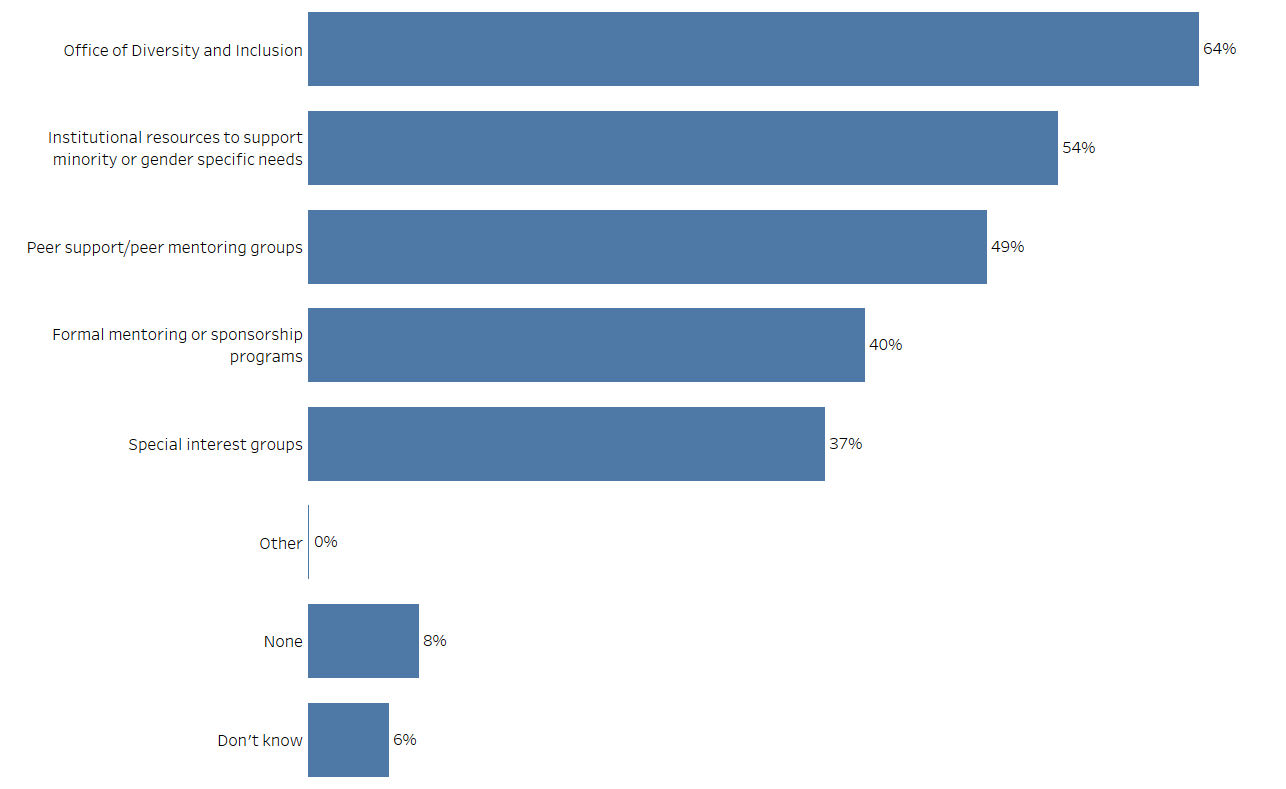 Office of Diversity and Inclusion
64%
Institutional resources to support
minority or gender specific needs
54%
Peer support/peer mentoring groups
49%
Formal mentoring or sponsorship
programs
40%
Special interest groups
37%
Other
0%
None
8%
Don’t know
6%